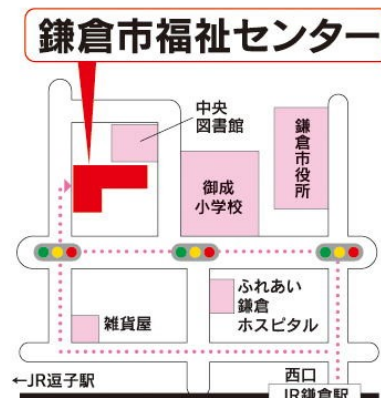 鎌倉市福祉センター
中央
図書館
鎌倉市役所
御成
小学校
ふれあい
鎌倉
ホスピタル
雑貨屋
←JR逗子駅
西口
JR鎌倉駅